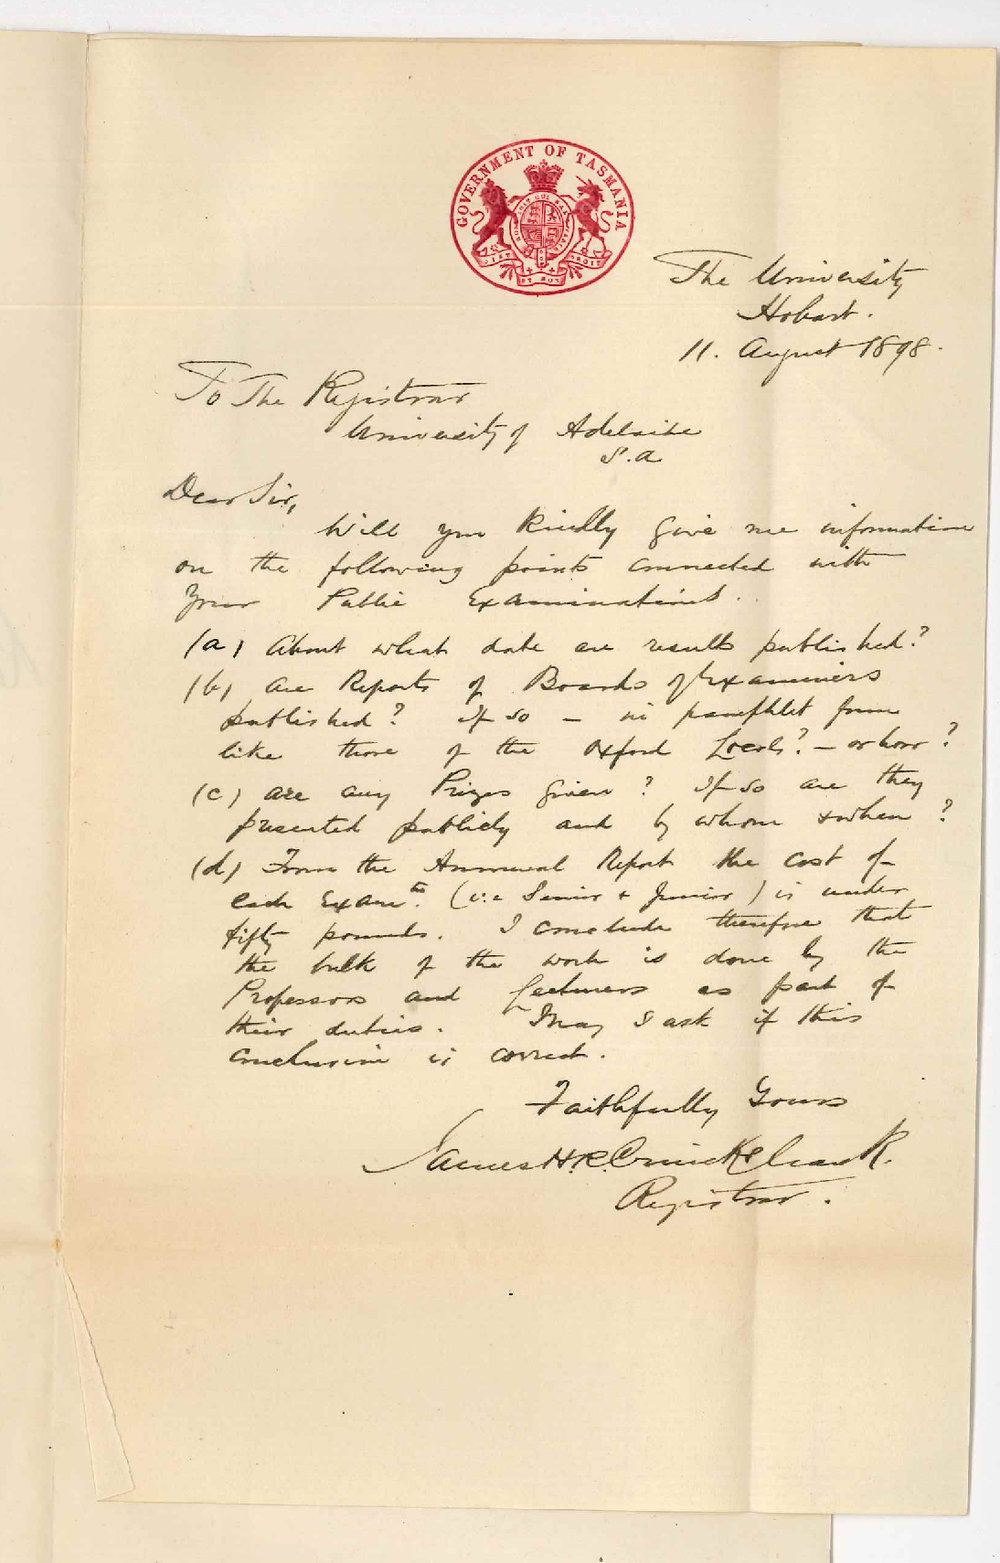 GOVERNMENT OF TASMANIA
DIEU ET MON DROIT
The University
Hobart.
11. August 1898.
To The Registrar
University of Adelaide
S.A
Dear Sir,
Will you kindly give me information
on the following points connected with
your Public Examinations.
(a) About what date are results published?
(b) Are Reports of Boards of Examiners
published? If so – in pamphlet form
like those of the Oxford Locals? – or how?
(c) Are any Prizes given? If so are they
presented publicly and by whom & when?
(d) From the Annual Report the cost of
each Exam.tn (i.e Senior & Junior) is under
fifty pounds. I conclude therefore that
the bulk of the work is done by the
Professors and Lecturers as part of
their duties. May I ask if this
conclusion is correct.
Faithfully Yours
James H.R. Cruickshank.
Registrar.